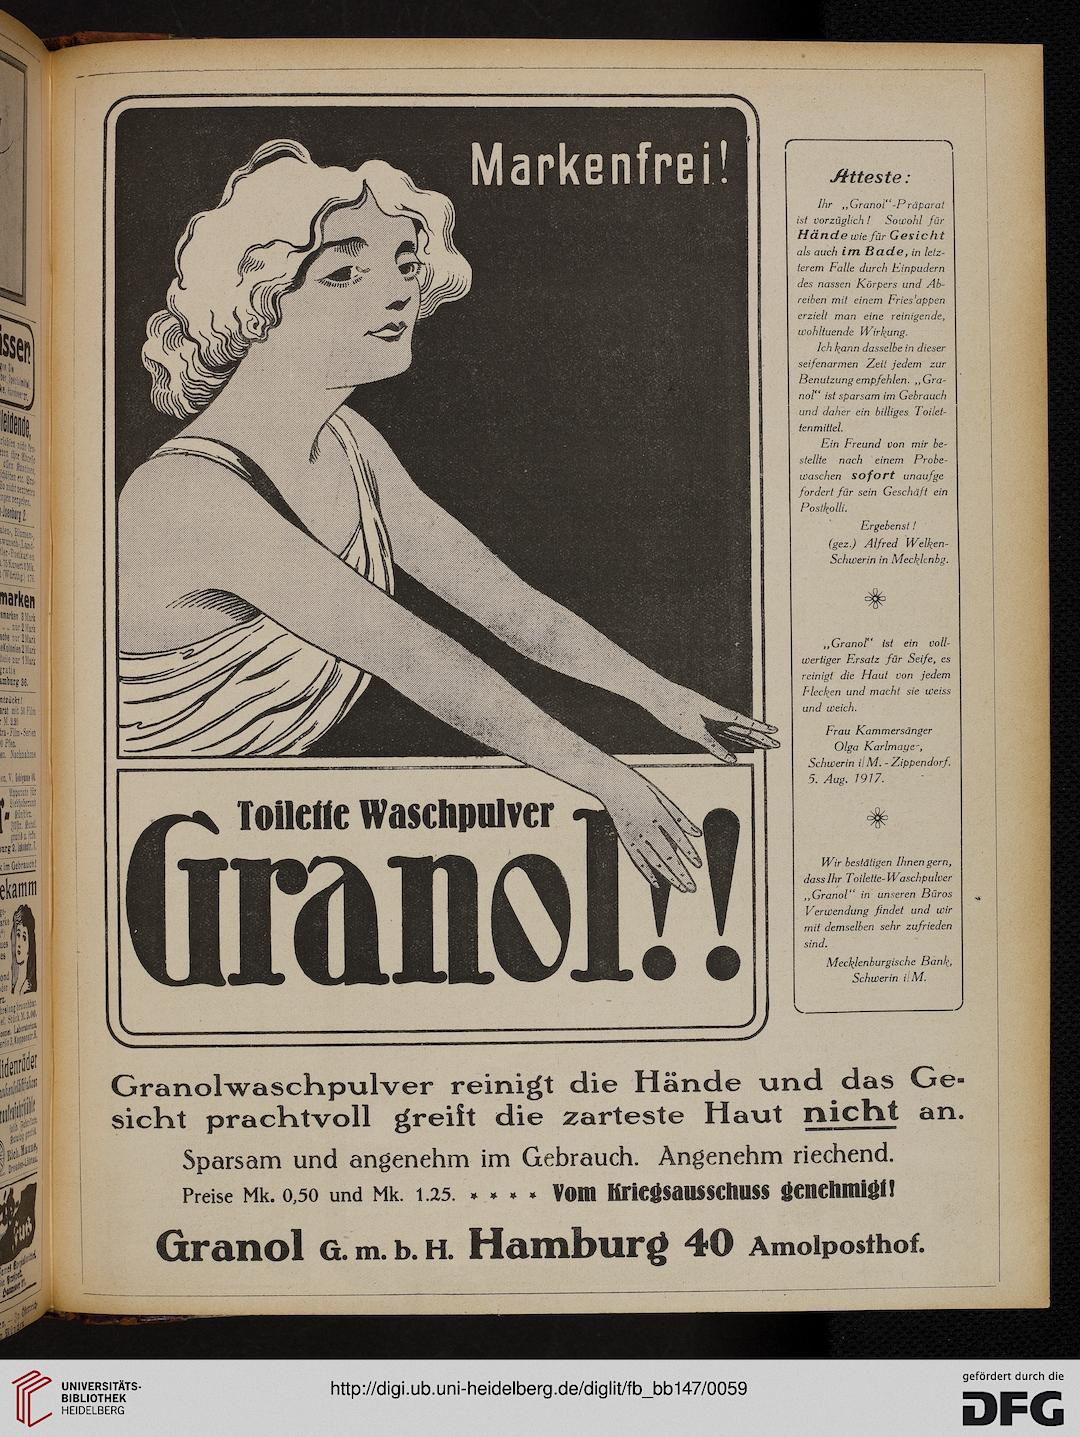 Markenfrei!
Toilette Waschpulver
Granol!!
Atteste:
Ihr „Granol“-Präparat
ist vorzüglich! Sowohl für
Hände wie für Gesicht
als auch im Bade, in letz-
terem Falle durch Einpudern
des nassen Körpers und Ab-
reiben mit einem Fries'appen
erzielt man eine reinigende,
wohltuende Wirkung.
Ich kann dasselbe in dieser
seifenarmen Zeit jedem zur
Benutzung empfehlen. „Gra-
nol“ ist sparsam im Gebrauch
und daher ein billiges Toilet-
tenmittel.
Ein Freund von mir be-
stellte nach einem Probe-
waschen sofort unaufge
fordert für sein Geschäft ein
Postkolli.
Ergebenst!
(gez.) Alfred Welken-
Schwerin in Mecklenbg.
„Granol“ ist ein voll-
wertiger Ersatz für Seife, es
reinigt die Haut von jedem
Flecken und macht sie weiss
und weich.
Frau Kammersänger
Olga Karlmaye-,
Schwerin i/M.-Zippendorf.
5. Aug. 1917.
Wir bestätigen Ihnen gern,
dass Ihr Toilette-Waschpulver
„Granol“ in unseren Büros
Verwendung findet und wir
mit demselben sehr zufrieden
sind.
Mecklenburgische Bank,
Schwerin i/M.
Granolwaschpulver reinigt die Hände und das Ge-
sicht prachtvoll greift die zarteste Haut nicht an.
Sparsam und angenehm im Gebrauch. Angenehm riechend.
Preise Mk. 0,50 und Mk. 1.25. * * * * Vom Kriegsausschuss genehmigt!
Granol G. m. b. H. Hamburg 40 Amolposthof.
ssen!
leidende,
marken
ekamm
lidenräder
UNIVERSITÄTS-
BIBLIOTHEK
HEIDELBERG
http://digi.ub.uni-heidelberg.de/diglit/fb_bb147/0059
gefördert durch die
DFG